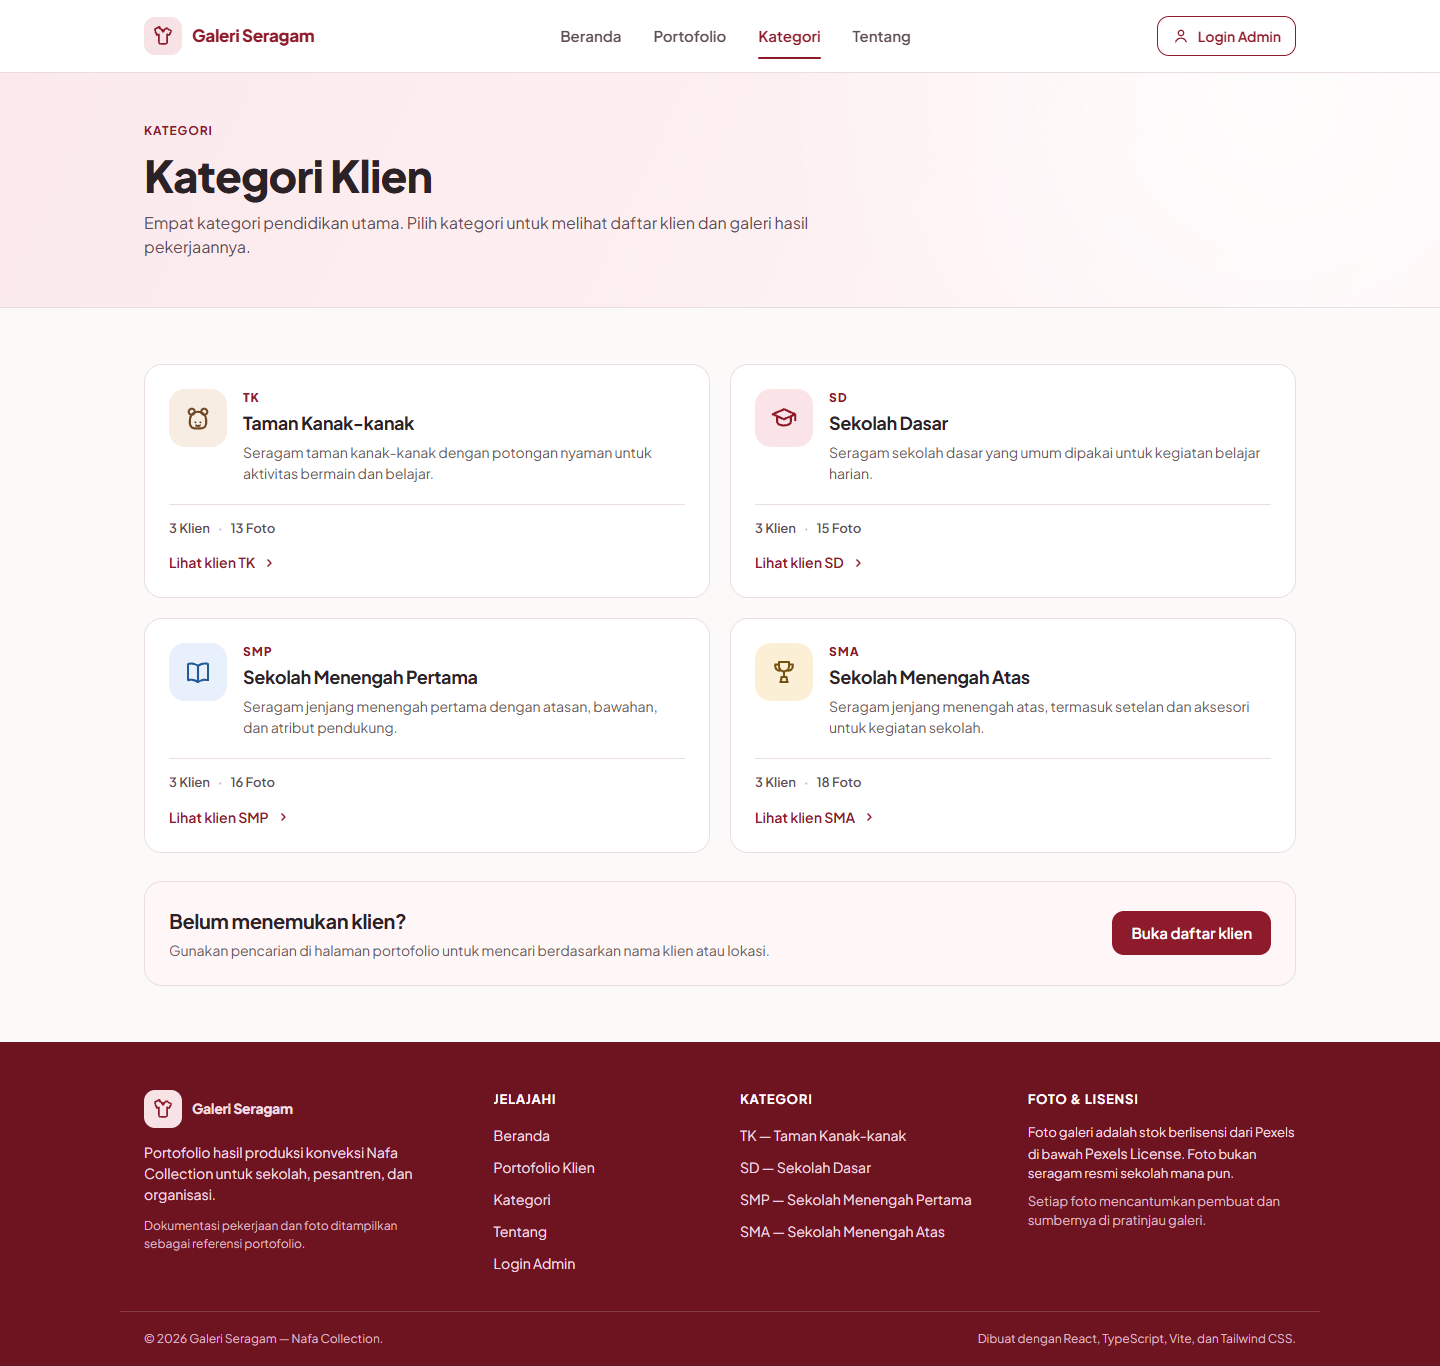 Galeri Seragam
Beranda
Portofolio
Kategori
Tentang
Login Admin
KATEGORI
Kategori Klien
Empat kategori pendidikan utama. Pilih kategori untuk melihat daftar klien dan galeri hasil
pekerjaannya.
TK
Taman Kanak-kanak
Seragam taman kanak-kanak dengan potongan nyaman untuk
aktivitas bermain dan belajar.
3 Klien · 13 Foto
Lihat klien TK
SD
Sekolah Dasar
Seragam sekolah dasar yang umum dipakai untuk kegiatan belajar
harian.
3 Klien · 15 Foto
Lihat klien SD
SMP
Sekolah Menengah Pertama
Seragam jenjang menengah pertama dengan atasan, bawahan,
dan atribut pendukung.
3 Klien · 16 Foto
Lihat klien SMP
SMA
Sekolah Menengah Atas
Seragam jenjang menengah atas, termasuk setelan dan aksesori
untuk kegiatan sekolah.
3 Klien · 18 Foto
Lihat klien SMA
Belum menemukan klien?
Gunakan pencarian di halaman portofolio untuk mencari berdasarkan nama klien atau lokasi.
Buka daftar klien
Galeri Seragam
Portofolio hasil produksi konveksi Nafa
Collection untuk sekolah, pesantren, dan
organisasi.
Dokumentasi pekerjaan dan foto ditampilkan
sebagai referensi portofolio.
JELAJAHI
Beranda
Portofolio Klien
Kategori
Tentang
Login Admin
KATEGORI
TK — Taman Kanak-kanak
SD — Sekolah Dasar
SMP — Sekolah Menengah Pertama
SMA — Sekolah Menengah Atas
FOTO & LISENSI
Foto galeri adalah stok berlisensi dari Pexels
di bawah Pexels License. Foto bukan
seragam resmi sekolah mana pun.
Setiap foto mencantumkan pembuat dan
sumbernya di pratinjau galeri.
© 2026 Galeri Seragam — Nafa Collection.
Dibuat dengan React, TypeScript, Vite, dan Tailwind CSS.